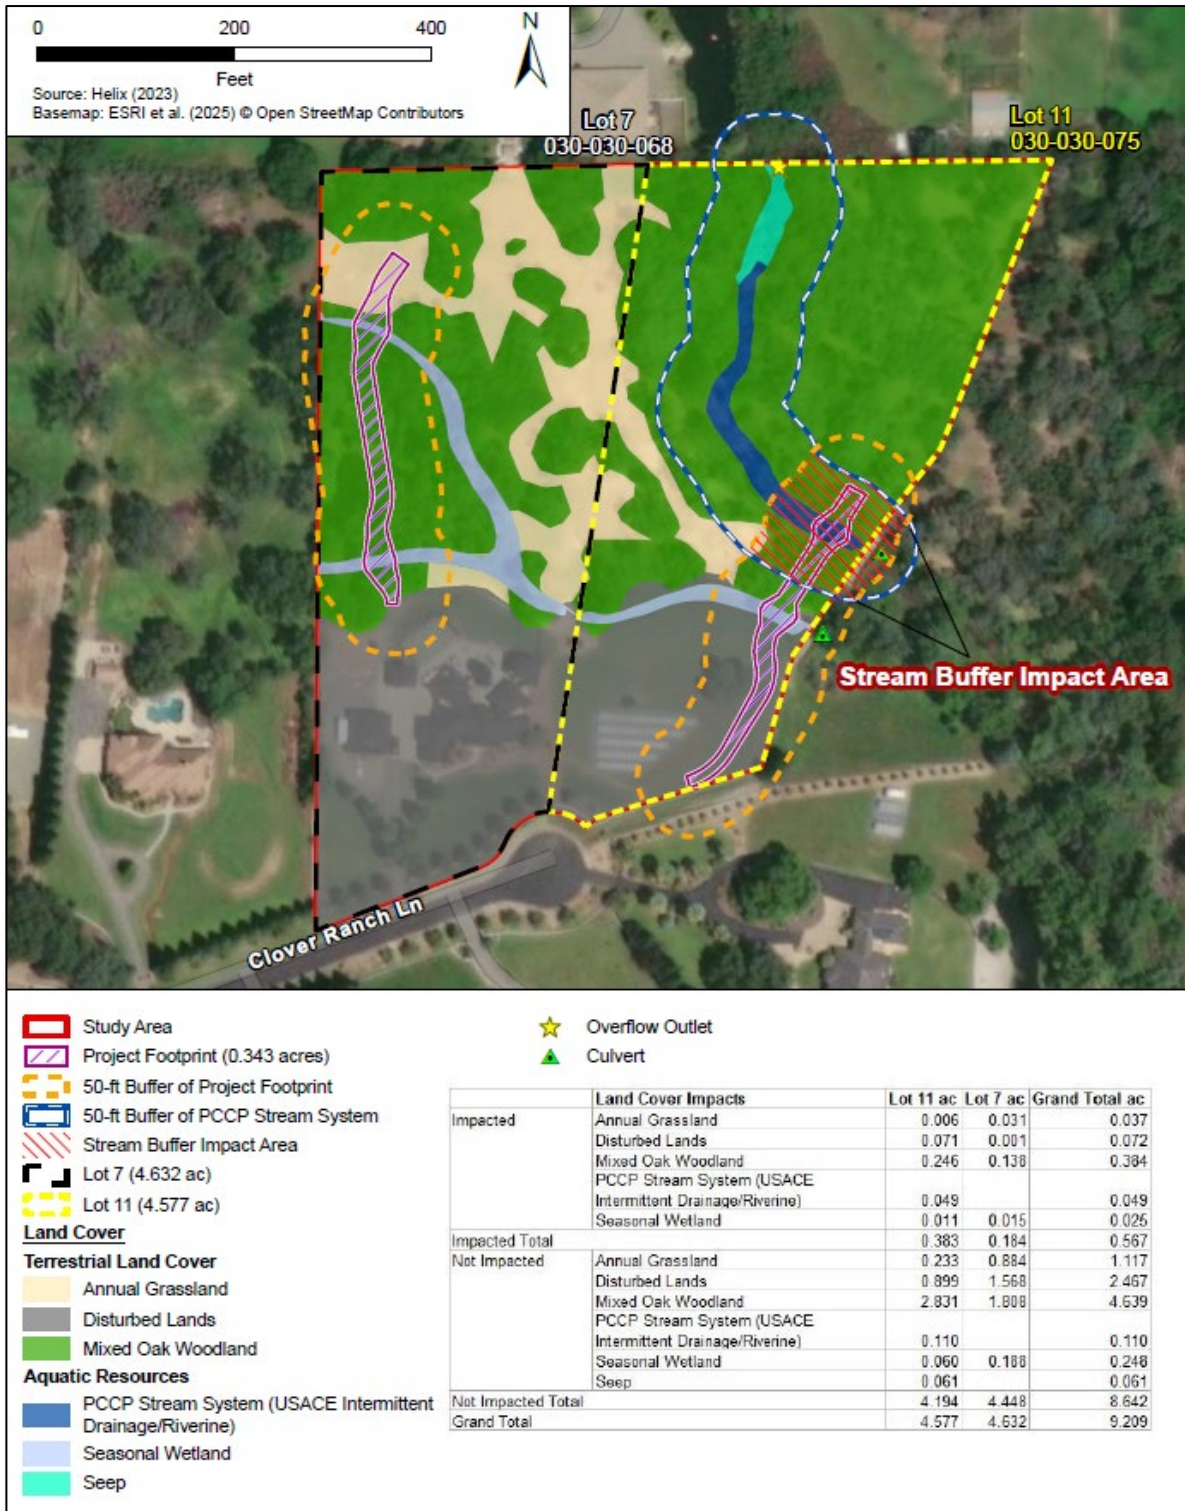 0 200 400
Feet
N
Source: Helix (2023)
Basemap: ESRI et al. (2025) © Open StreetMap Contributors
Lot 7
030-030-068
Lot 11
030-030-075
Stream Buffer Impact Area
Clover Ranch Ln
Study Area
Project Footprint (0.343 acres)
50-ft Buffer of Project Footprint
50-ft Buffer of PCCP Stream System
Stream Buffer Impact Area
Lot 7 (4.632 ac)
Lot 11 (4.577 ac)
Land Cover
Terrestrial Land Cover
Annual Grassland
Disturbed Lands
Mixed Oak Woodland
Aquatic Resources
PCCP Stream System (USACE Intermittent
Drainage/Riverine)
Seasonal Wetland
Seep
Overflow Outlet
Culvert
Land Cover Impacts Lot 11 ac Lot 7 ac Grand Total ac
Impacted Annual Grassland 0.006 0.031 0.037
Disturbed Lands 0.071 0.001 0.072
Mixed Oak Woodland 0.246 0.138 0.384
PCCP Stream System (USACE
Intermittent Drainage/Riverine) 0.049 0.049
Seasonal Wetland 0.011 0.015 0.025
Impacted Total 0.383 0.184 0.567
Not Impacted Annual Grassland 0.233 0.884 1.117
Disturbed Lands 0.899 1.568 2.467
Mixed Oak Woodland 2.831 1.808 4.639
PCCP Stream System (USACE
Intermittent Drainage/Riverine) 0.110 0.110
Seasonal Wetland 0.060 0.188 0.248
Seep 0.061 0.061
Not Impacted Total 4.194 4.448 8.642
Grand Total 4.577 4.632 9.209